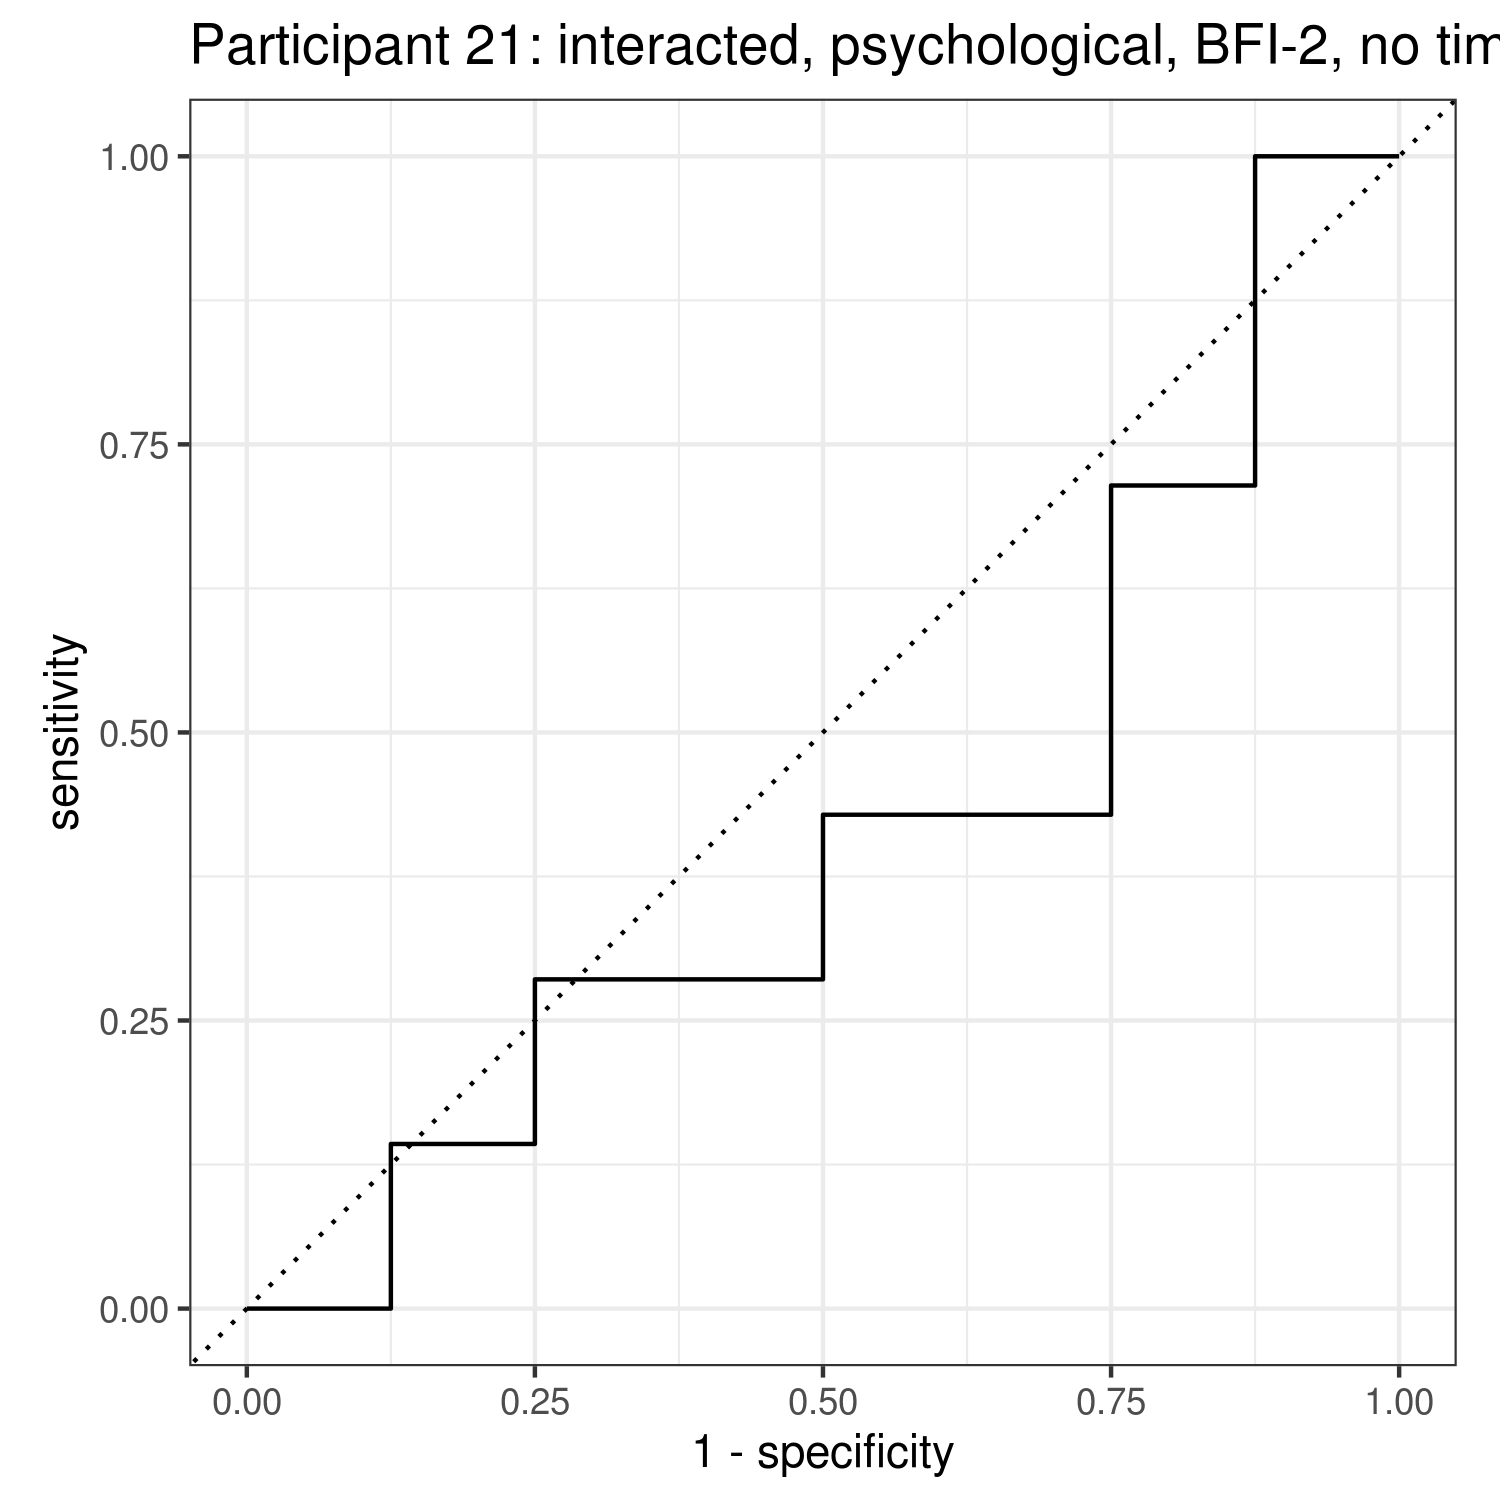 Participant 21: interacted, psychological, BFI-2, no tim
1.00
0.75
0.50
0.25
0.00
sensitivity
0.00 0.25 0.50 0.75 1.00
1 - specificity